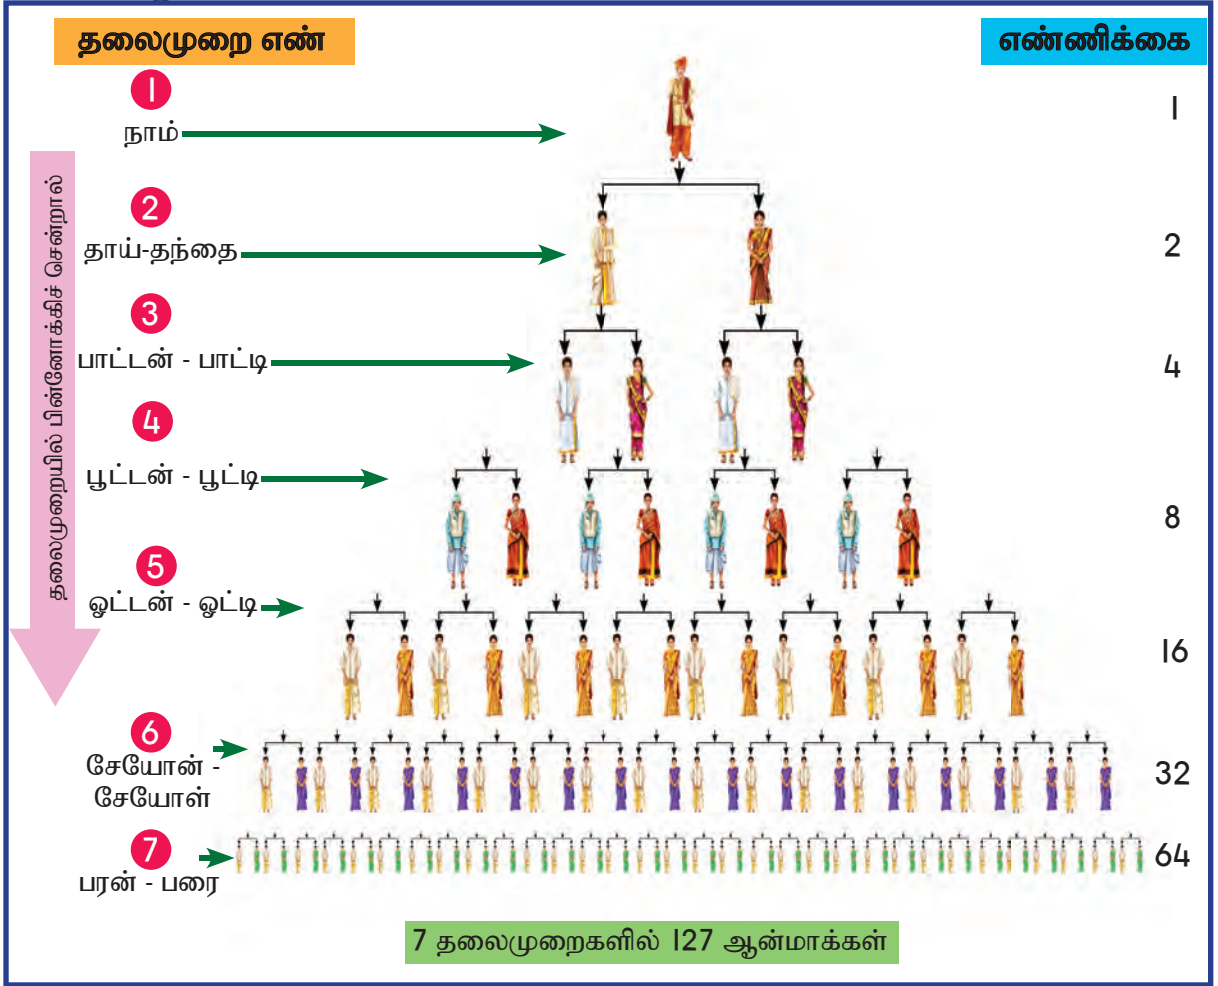 தலைமுறை எண்
எண்ணிக்கை
1
நாம்
1
2
தாய்-தந்தை
2
3
பாட்டன் - பாட்டி
4
4
பூட்டன் - பூட்டி
8
5
ஓட்டன் - ஓட்டி
16
6
சேயோன் -
சேயோள்
32
7
பரன் - பரை
64
தலைமுறையில் பின்னோக்கிச் சென்றால்
7 தலைமுறைகளில் 127 ஆன்மாக்கள்